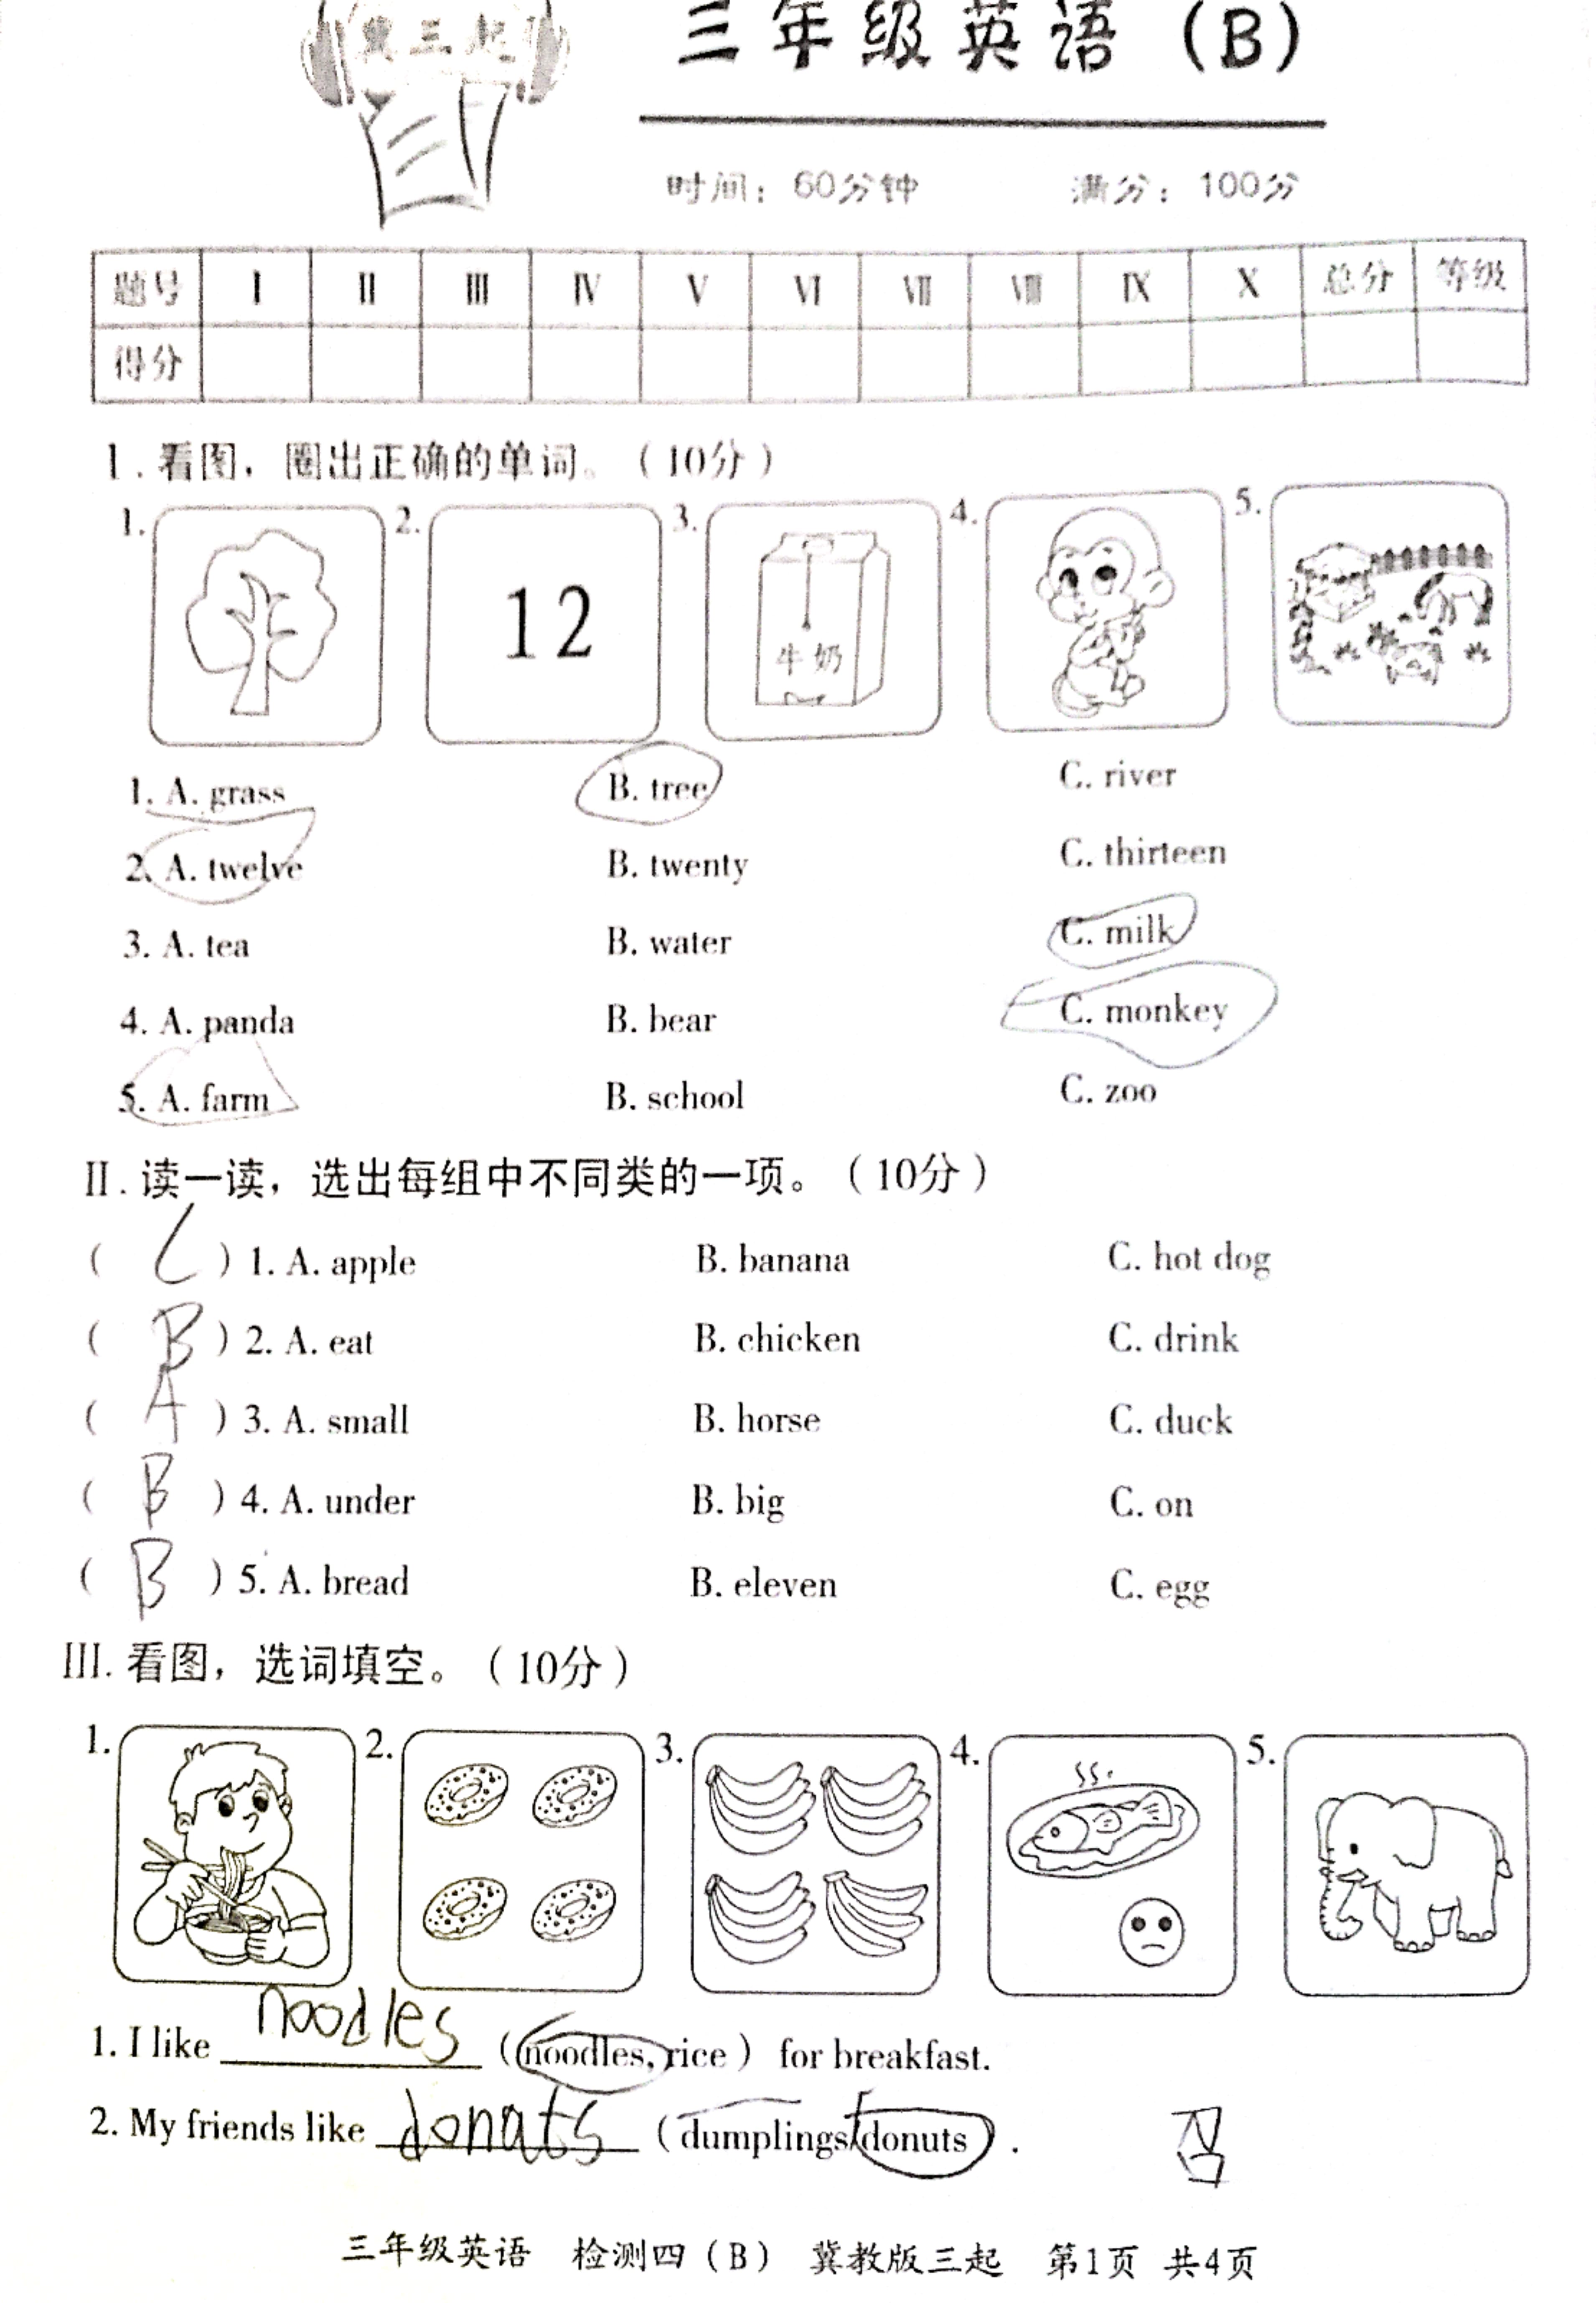 冀三起
三年级英语（B）
时间：60分钟 满分：100分
题号 I II III IV V VI VII VIII IX X 总分 等级
得分
I.看图，圈出正确的单词。（10分）
1. 2. 3. 4. 5.
12
牛奶
1. A. grass B. tree C. river
2. A. twelve B. twenty C. thirteen
3. A. tea B. water C. milk
4. A. panda B. bear C. monkey
5. A. farm B. school C. zoo
II.读一读，选出每组中不同类的一项。（10分）
( C ) 1. A. apple B. banana C. hot dog
( B ) 2. A. eat B. chicken C. drink
( A ) 3. A. small B. horse C. duck
( B ) 4. A. under B. big C. on
( B ) 5. A. bread B. eleven C. egg
III.看图，选词填空。（10分）
1. 2. 3. 4. 5.
1. I like noodles (noodles, rice) for breakfast.
2. My friends like donats (dumplings, donuts).
三年级英语 检测四（B） 冀教版三起 第1页 共4页